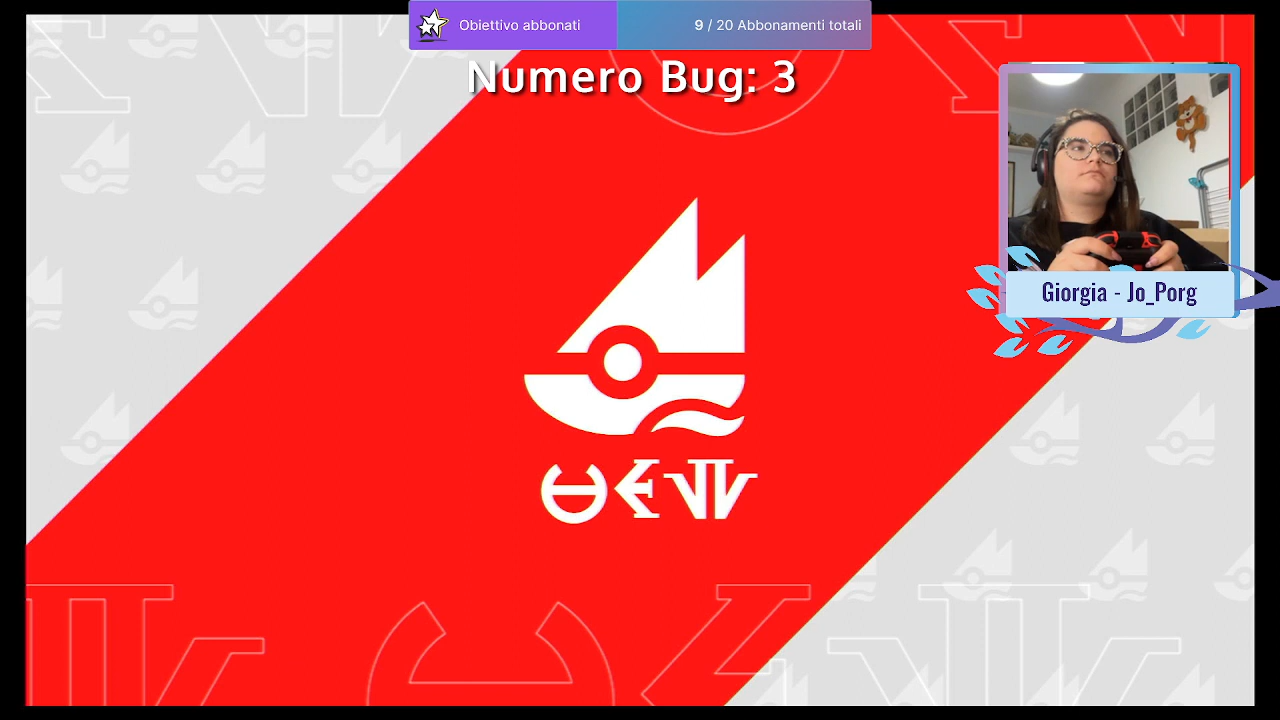 Obiettivo abbonati
9 / 20 Abbonamenti totali
Numero Bug: 3
Giorgia - Jo_Porg